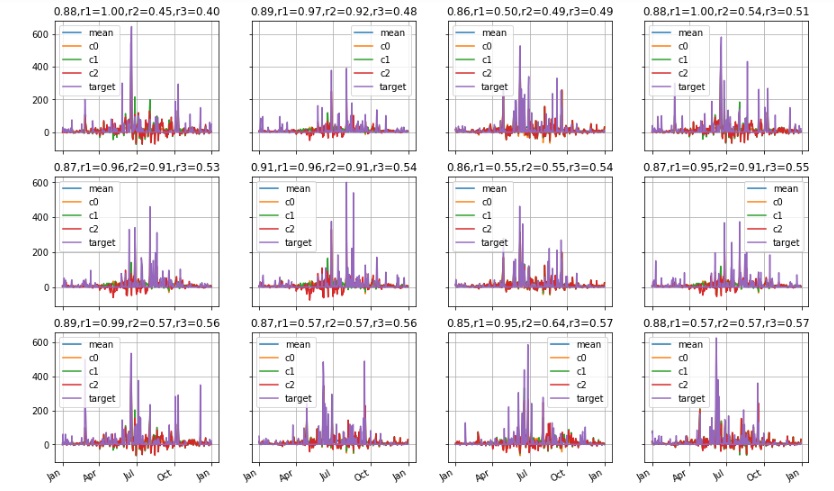 0.88,r1=1.00,r2=0.45,r3=0.40
0.89,r1=0.97,r2=0.92,r3=0.48
0.86,r1=0.50,r2=0.49,r3=0.49
0.88,r1=1.00,r2=0.54,r3=0.51
600
400
200
0
mean
c0
c1
c2
target
mean
c0
c1
c2
target
mean
c0
c1
c2
target
mean
c0
c1
c2
target
0.87,r1=0.96,r2=0.91,r3=0.53
0.91,r1=0.96,r2=0.91,r3=0.54
0.86,r1=0.55,r2=0.55,r3=0.54
0.87,r1=0.95,r2=0.91,r3=0.55
600
400
200
0
mean
c0
c1
c2
target
mean
c0
c1
c2
target
mean
c0
c1
c2
target
mean
c0
c1
c2
target
0.89,r1=0.99,r2=0.57,r3=0.56
0.87,r1=0.57,r2=0.57,r3=0.56
0.85,r1=0.95,r2=0.64,r3=0.57
0.88,r1=0.57,r2=0.57,r3=0.57
600
400
200
0
mean
c0
c1
c2
target
mean
c0
c1
c2
target
mean
c0
c1
c2
target
mean
c0
c1
c2
target
Jan Apr Jul Oct Jan
Jan Apr Jul Oct Jan
Jan Apr Jul Oct Jan
Jan Apr Jul Oct Jan